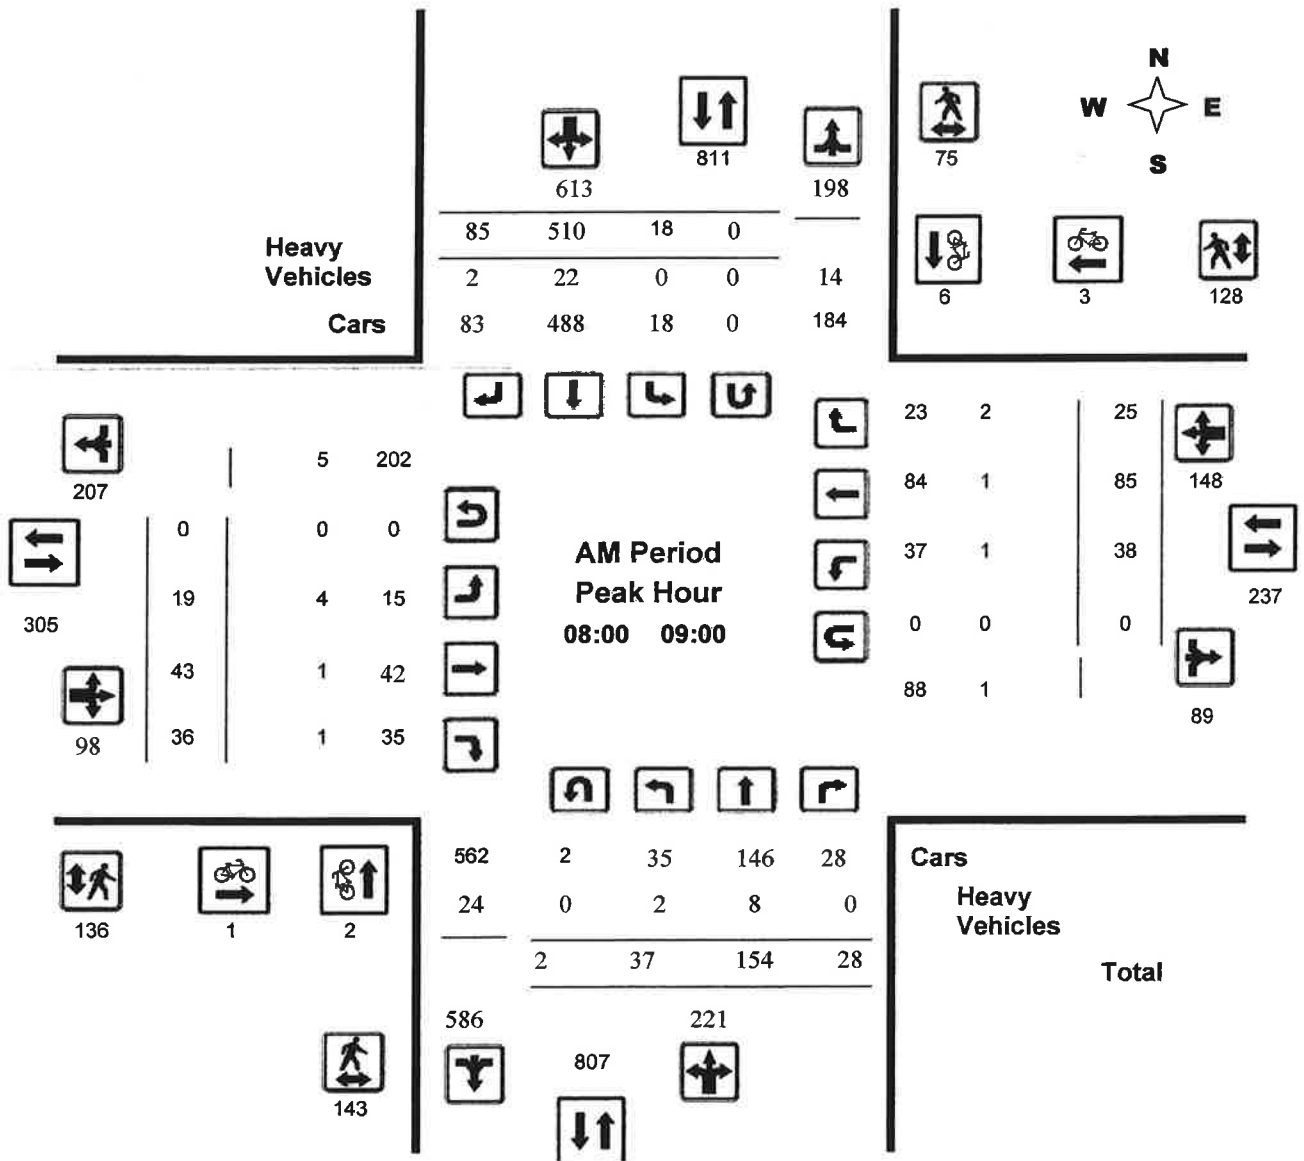 N
W E
S
811
75
613 198
85 510 18 0
Heavy
Vehicles 2 22 0 0 14
6 3 128
Cars 83 488 18 0 184
23 2 25
5 202
84 1 85 148
207
0 0 0
AM Period
37 1 38
Peak Hour
19 4 15 237
305 08:00 09:00
0 0 0
43 1 42
88 1
89
98 36 1 35
562 2 35 146 28 Cars
24 0 2 8 0 Heavy
Vehicles
136 1 2
2 37 154 28 Total
586 221
807
143